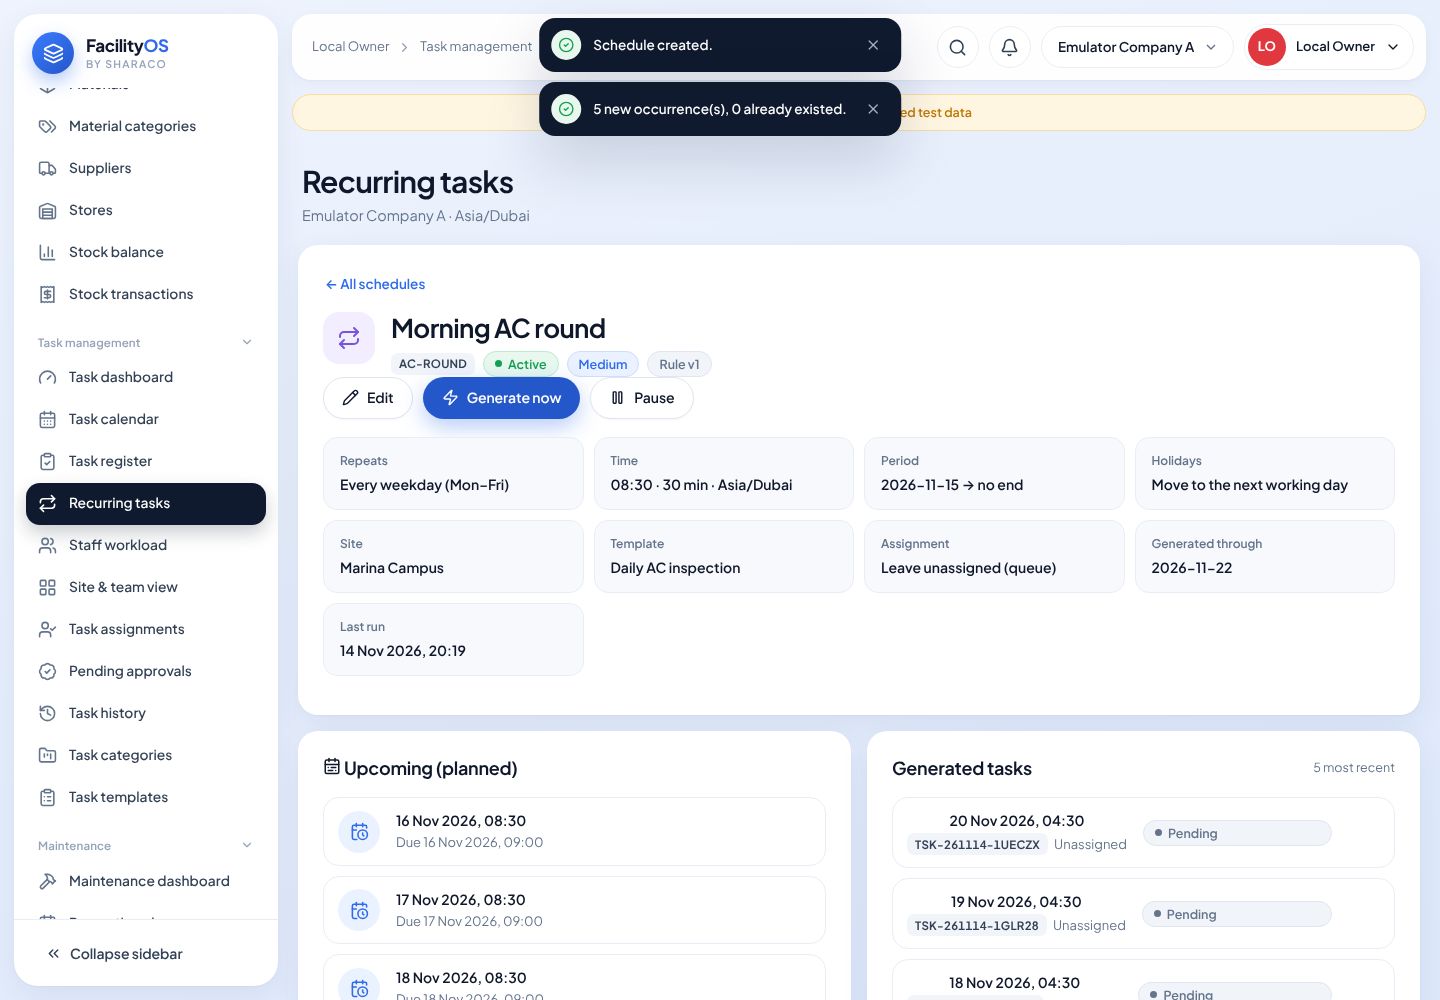 FacilityOS
BY SHARACO
Materials
Material categories
Suppliers
Stores
Stock balance
Stock transactions
Task management
Task dashboard
Task calendar
Task register
Recurring tasks
Staff workload
Site & team view
Task assignments
Pending approvals
Task history
Task categories
Task templates
Maintenance
Maintenance dashboard
Collapse sidebar
Local Owner > Task management
Schedule created.
5 new occurrence(s), 0 already existed.
Emulator Company A
LO
Local Owner
ed test data
Recurring tasks
Emulator Company A · Asia/Dubai
← All schedules
Morning AC round
AC-ROUND
Active
Medium
Rule v1
Edit
Generate now
Pause
Repeats
Every weekday (Mon–Fri)
Time
08:30 · 30 min · Asia/Dubai
Period
2026-11-15 → no end
Holidays
Move to the next working day
Site
Marina Campus
Template
Daily AC inspection
Assignment
Leave unassigned (queue)
Generated through
2026-11-22
Last run
14 Nov 2026, 20:19
Upcoming (planned)
16 Nov 2026, 08:30
Due 16 Nov 2026, 09:00
17 Nov 2026, 08:30
Due 17 Nov 2026, 09:00
18 Nov 2026, 08:30
Due 18 Nov 2026, 09:00
Generated tasks
5 most recent
20 Nov 2026, 04:30
TSK-261114-1UECZX Unassigned
Pending
19 Nov 2026, 04:30
TSK-261114-1GLR28 Unassigned
Pending
18 Nov 2026, 04:30
Pending